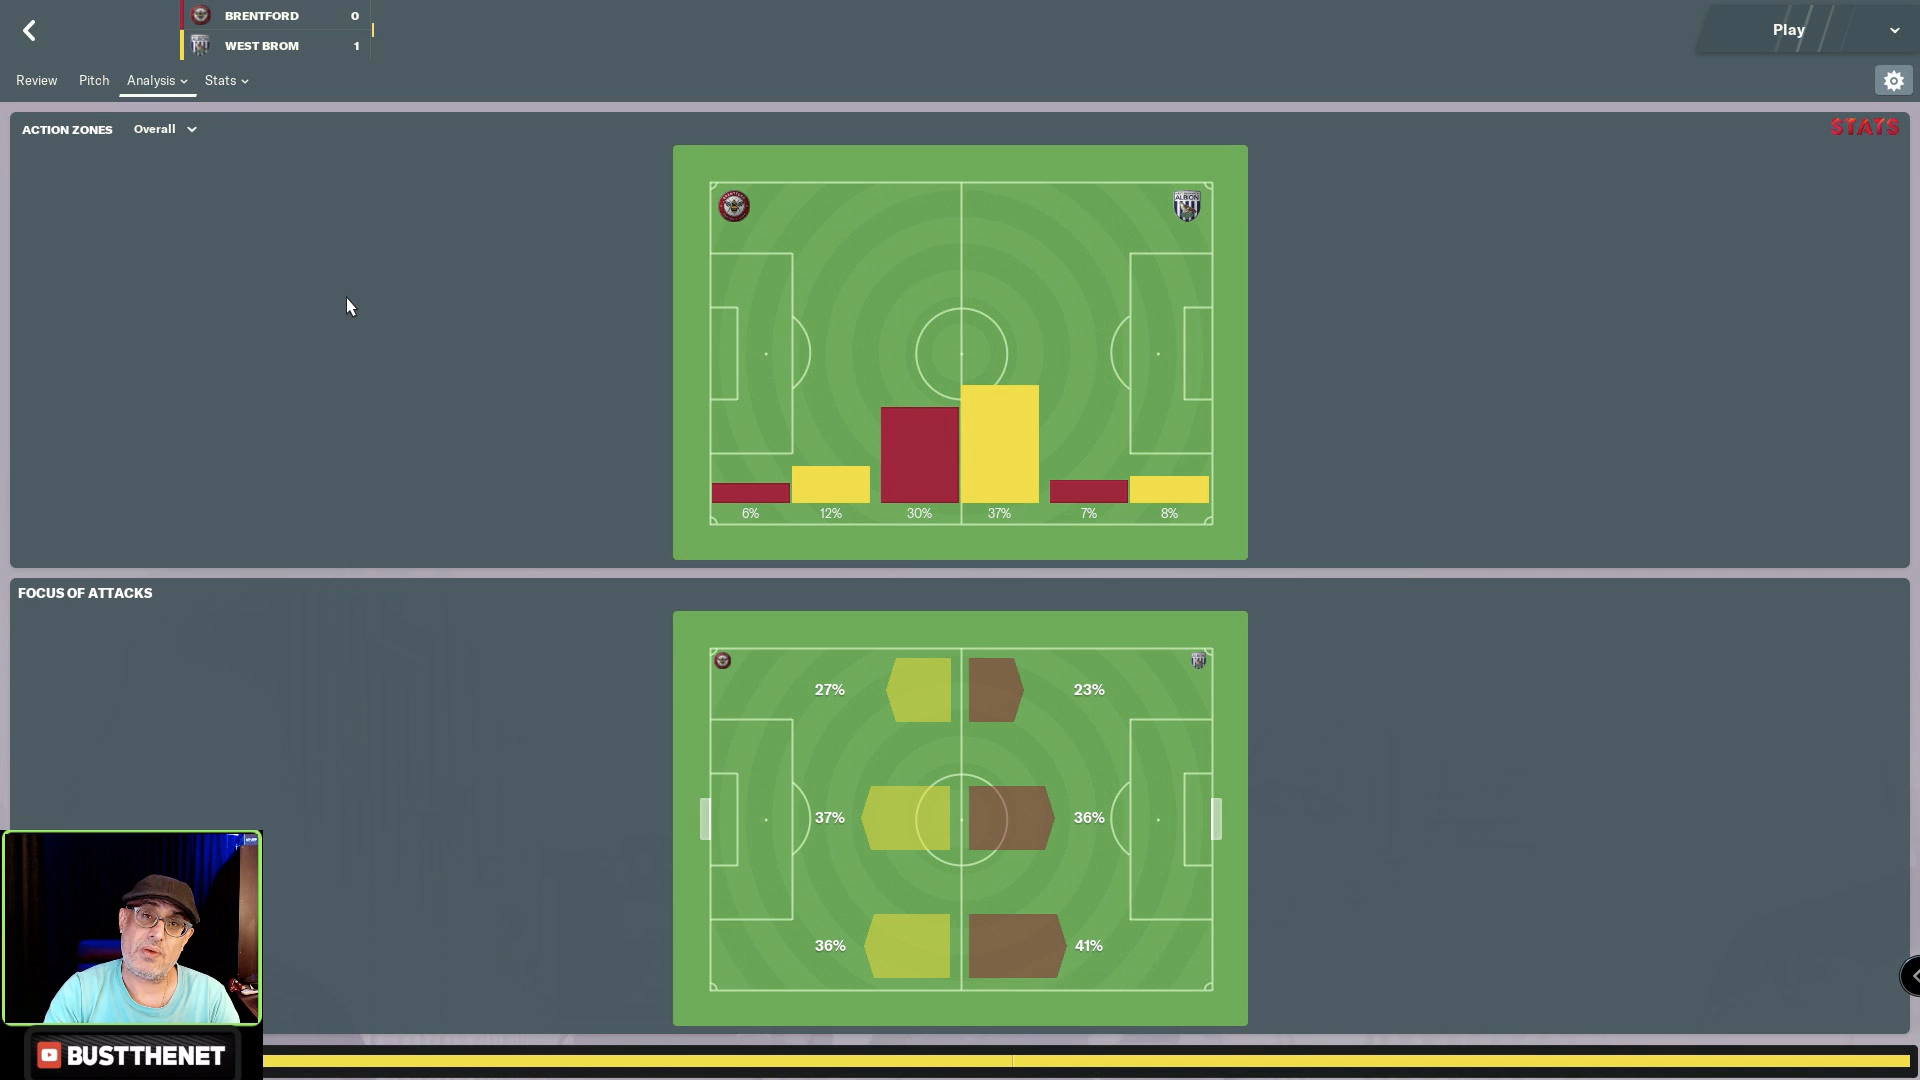 BRENTFORD 0
WEST BROM 1
Play
Review Pitch Analysis Stats
ACTION ZONES Overall
STATS
ALBION
6% 12% 30% 37% 7% 8%
FOCUS OF ATTACKS
27% 23%
37% 36%
36% 41%
BUSTTHENET